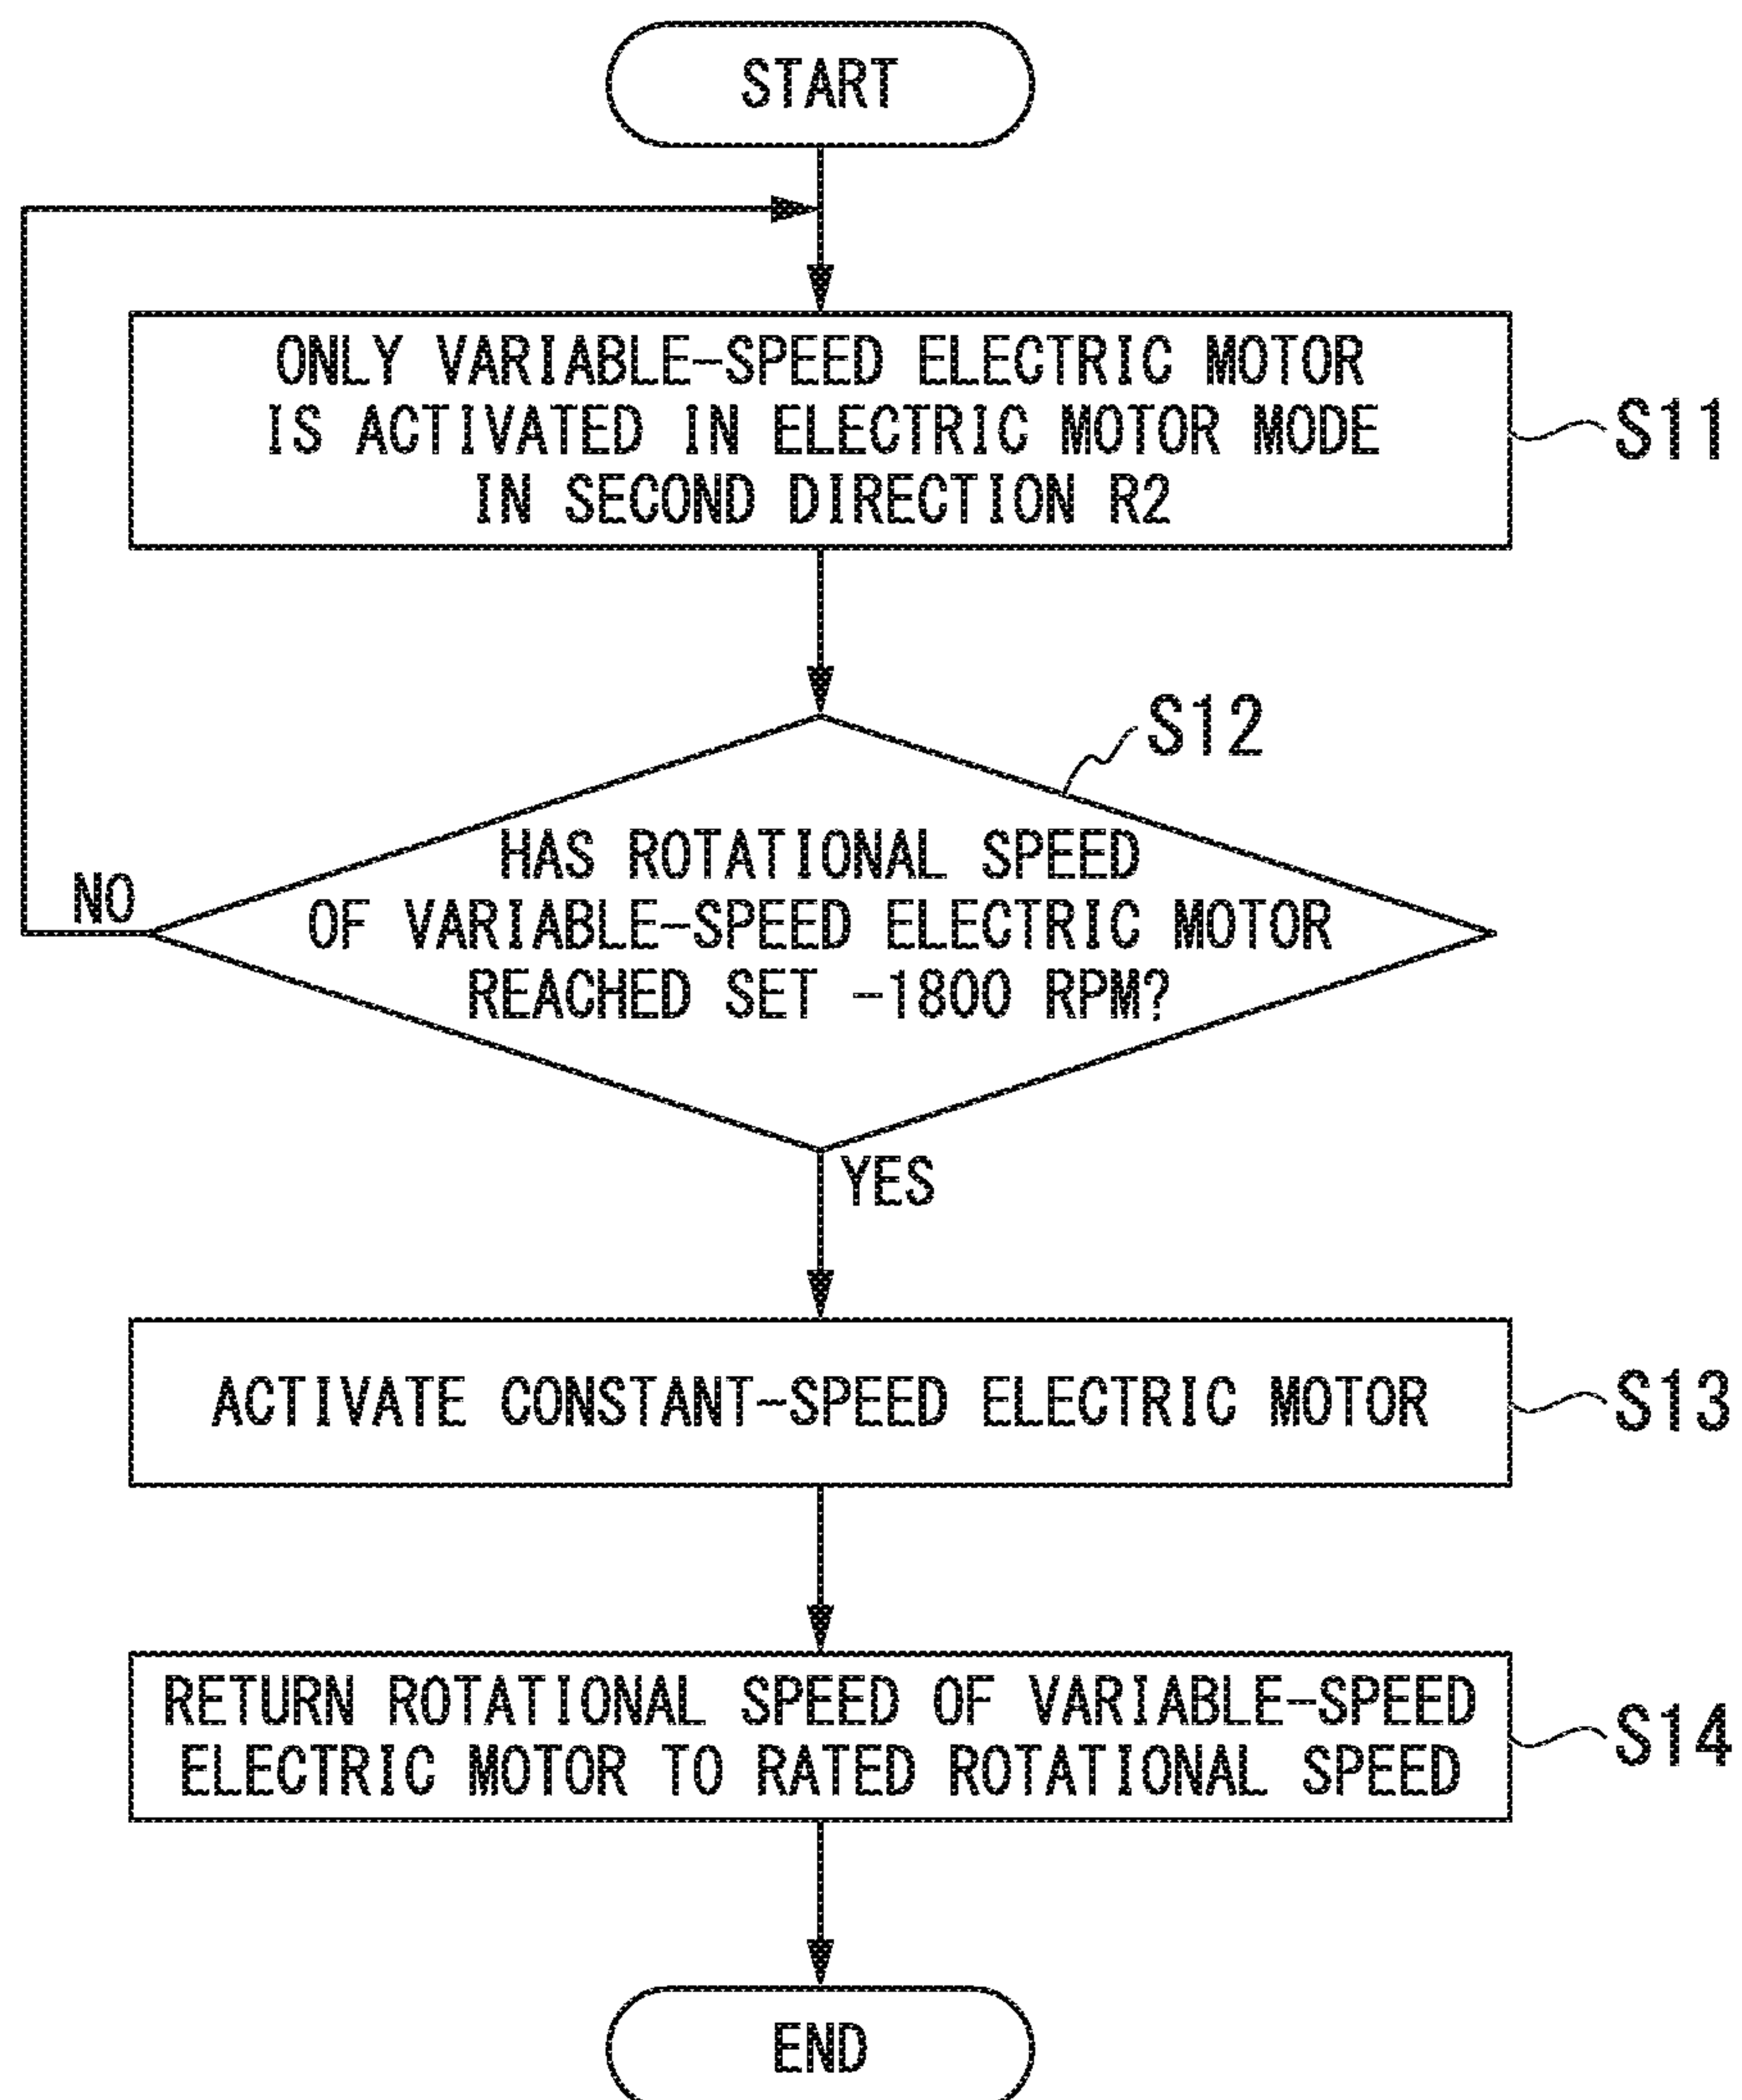 START
ONLY VARIABLE-SPEED ELECTRIC MOTOR
IS ACTIVATED IN ELECTRIC MOTOR MODE
IN SECOND DIRECTION R2
S11
S12
HAS ROTATIONAL SPEED
OF VARIABLE-SPEED ELECTRIC MOTOR
REACHED SET -1800 RPM?
NO
YES
ACTIVATE CONSTANT-SPEED ELECTRIC MOTOR
S13
RETURN ROTATIONAL SPEED OF VARIABLE-SPEED
ELECTRIC MOTOR TO RATED ROTATIONAL SPEED
S14
END